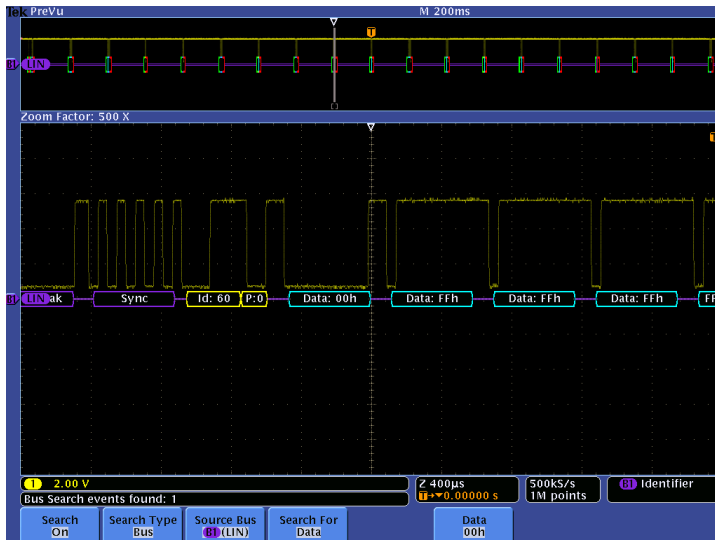 Tek PreVu M 200ms
T
B1 LIN
Zoom Factor: 500 X
B1 LIN ak Sync Id: 60 P:0 Data: 00h Data: FFh Data: FFh Data: FFh FF
1 2.00 V
Z 400µs 500kS/s B1 Identifier
T→▼0.00000 s 1M points
Bus Search events found: 1
Search Search Type Source Bus Search For Data
On Bus B1 (LIN) Data 00h